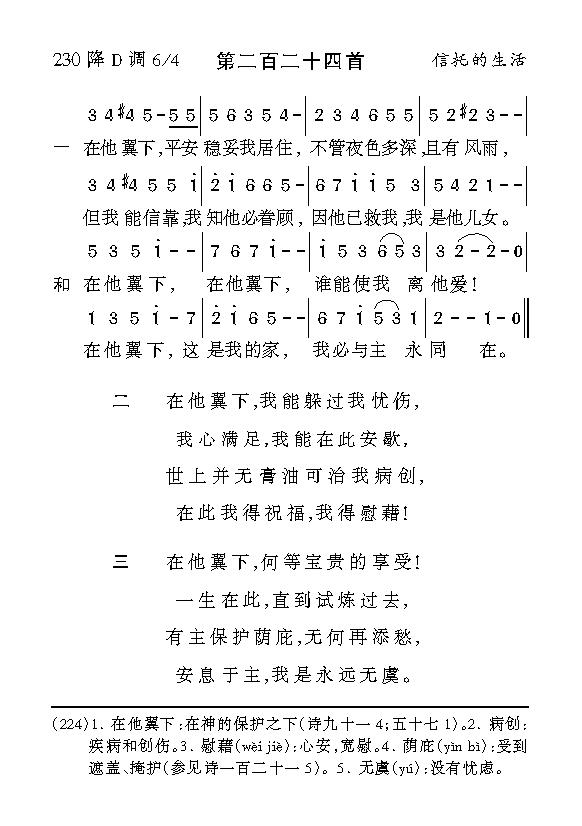 230 降 D 调 6/4 第二百二十四首 信托的生活
3 4 #4 5 - 5 5 | 5 6 3 5 4 - | 2 3 4 6 5 5 | 5 2 #2 3 - - |
一 在他翼下,平安 稳妥我居住, 不管夜色多深,且有 风雨,
3 4 #4 5 5 i | 2̇ i 6 6 5 - | 6 7 i i 5 3 | 5 4 2 1 - - |
但我 能信靠,我 知他必眷顾, 因他已救我,我 是他儿女。
5 3 5 i - - | 7 6 7 i - - | i 5 3 6 5 3 | 3 2 - 2 - 0 |
和 在他翼下, 在他翼下, 谁能使我 离 他爱!
1 3 5 i - 7 | 2̇ i 6 5 - - | 6 7 i 5 3 1 | 2 - - 1 - 0 ‖
在他翼下,这 是我的家, 我必与主 永 同 在。
二 在他翼下,我能躲过我忧伤,
我心满足,我能在此安歇,
世上并无膏油可治我病创,
在此我得祝福,我得慰藉!
三 在他翼下,何等宝贵的享受!
一生在此,直到试炼过去,
有主保护荫庇,无何再添愁,
安息于主,我是永远无虞。
(224)1. 在他翼下:在神的保护之下(诗九十一4;五十七1)。2. 病创:
疾病和创伤。3. 慰藉(wèi jiè):心安,宽慰。4. 荫庇(yìn bì):受到
遮盖、掩护(参见诗一百二十一5)。 5. 无虞(yú):没有忧虑。